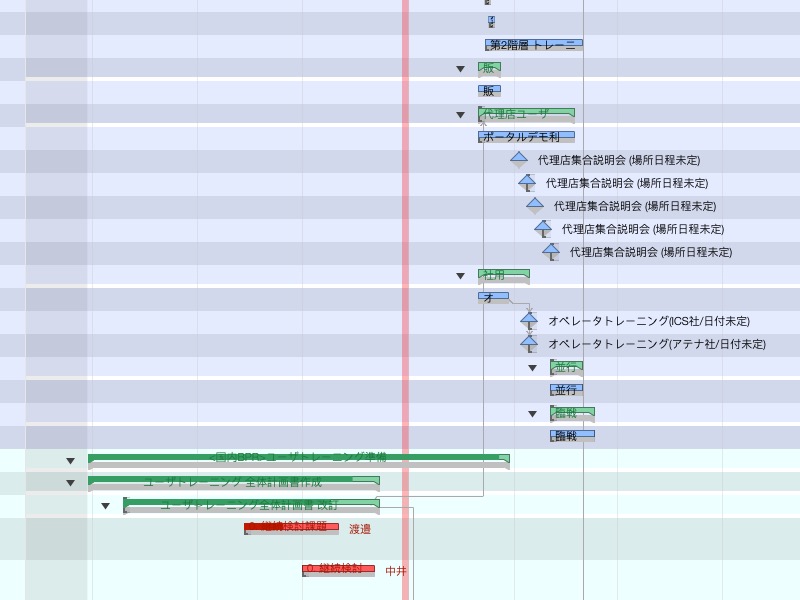 第2階層 トレーニ
販
販
代理店ユーザ
ポータルデモ利
代理店集合説明会 (場所日程未定)
代理店集合説明会 (場所日程未定)
代理店集合説明会 (場所日程未定)
代理店集合説明会 (場所日程未定)
代理店集合説明会 (場所日程未定)
社用
オ
オペレータトレーニング(ICS社/日付未定)
オペレータトレーニング(アテナ社/日付未定)
並行
並行
臨戦
臨戦
<国内BPR>ユーザトレーニング準備
ユーザトレーニング 全体計画書作成
ユーザトレーニング全体計画書 改訂
0. 継続検討課題 渡邉
0. 継続検討 中井